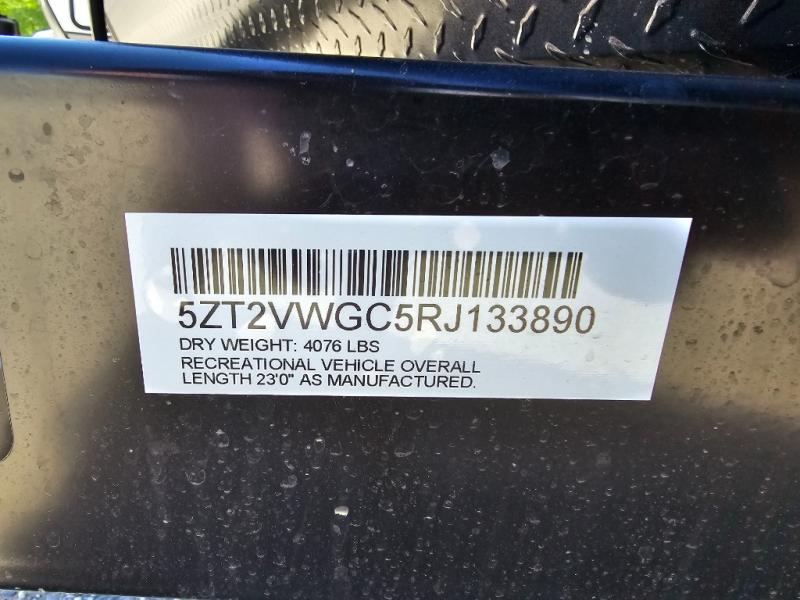 5ZT2VWGC5RJ133890
DRY WEIGHT: 4076 LBS
RECREATIONAL VEHICLE OVERALL
LENGTH 23'0" AS MANUFACTURED.